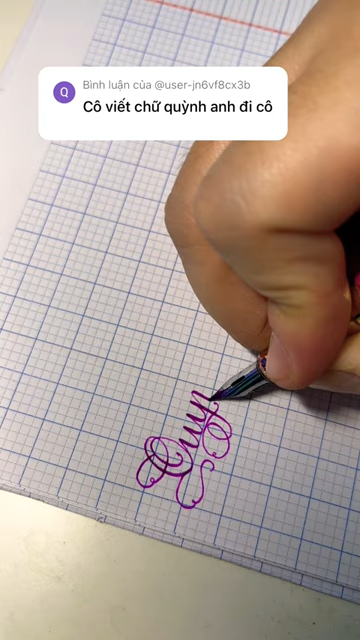 Q
Bình luận của @user-jn6vf8cx3b
Cô viết chữ quỳnh anh đi cô
Quy